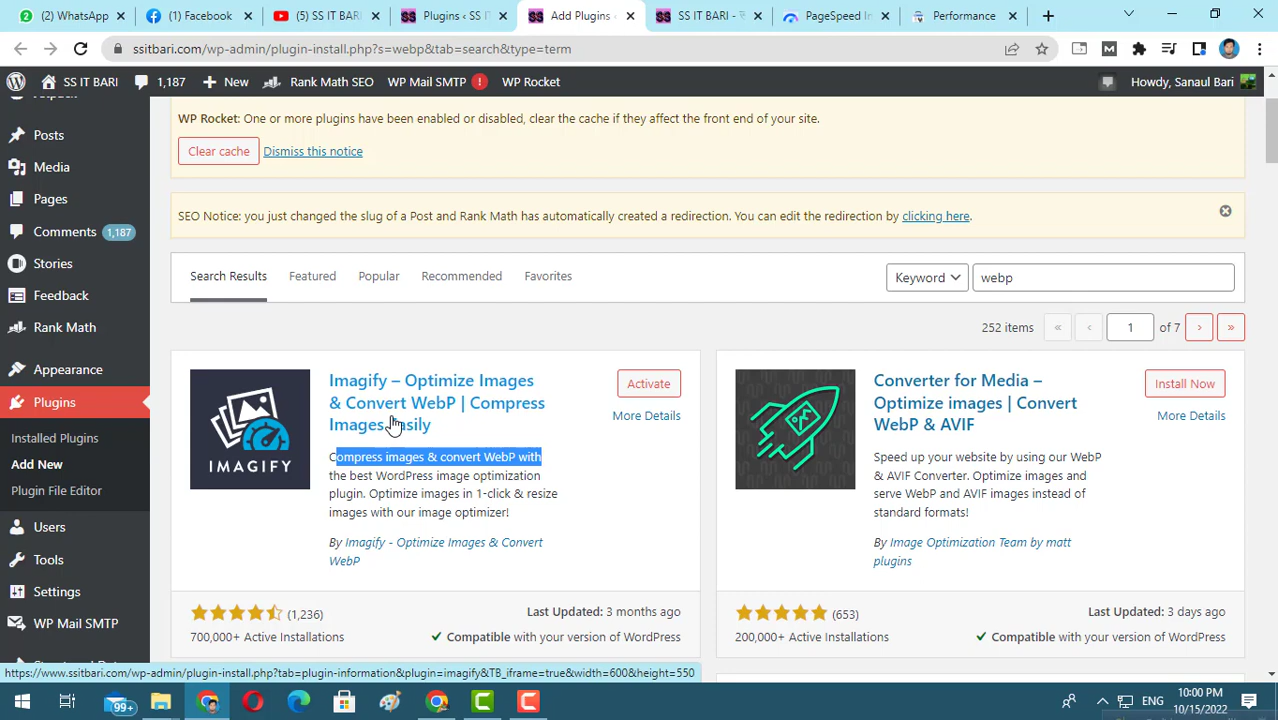 (2) WhatsApp
(1) Facebook
(5) SS IT BARI
Plugins ‹ SS IT
Add Plugins ‹
SS IT BARI - 
PageSpeed In
Performance
ssitbari.com/wp-admin/plugin-install.php?s=webp&tab=search&type=term
SS IT BARI 1,187 New Rank Math SEO WP Mail SMTP ! WP Rocket Howdy, Sanaul Bari
Posts
Media
Pages
Comments 1,187
Stories
Feedback
Rank Math
Appearance
Plugins
Installed Plugins
Add New
Plugin File Editor
Users
Tools
Settings
WP Mail SMTP
WP Rocket: One or more plugins have been enabled or disabled, clear the cache if they affect the front end of your site.
Clear cache Dismiss this notice
SEO Notice: you just changed the slug of a Post and Rank Math has automatically created a redirection. You can edit the redirection by clicking here.
Search Results Featured Popular Recommended Favorites Keyword webp
252 items « ‹ 1 of 7 › »
IMAGIFY
Imagify – Optimize Images
& Convert WebP | Compress
Images Easily
Activate
More Details
Compress images & convert WebP with
the best WordPress image optimization
plugin. Optimize images in 1-click & resize
images with our image optimizer!
By Imagify - Optimize Images & Convert
WebP
(1,236)
700,000+ Active Installations
Last Updated: 3 months ago
Compatible with your version of WordPress
Converter for Media –
Optimize images | Convert
WebP & AVIF
Install Now
More Details
Speed up your website by using our WebP
& AVIF Converter. Optimize images and
serve WebP and AVIF images instead of
standard formats!
By Image Optimization Team by matt
plugins
(653)
200,000+ Active Installations
Last Updated: 3 days ago
Compatible with your version of WordPress
https://www.ssitbari.com/wp-admin/plugin-install.php?tab=plugin-information&plugin=imagify&TB_iframe=true&width=600&height=550
99+
ENG
10:00 PM
10/15/2022